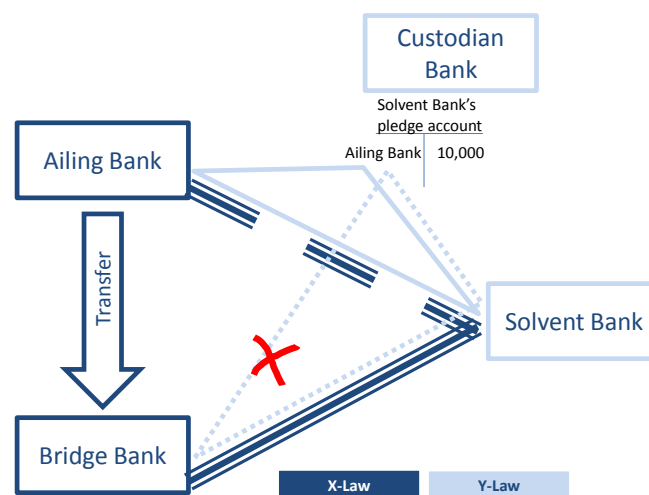 Custodian
Bank
Solvent Bank's
pledge account
Ailing Bank 10,000
Ailing Bank
Transfer
Solvent Bank
Bridge Bank
X-Law Y-Law